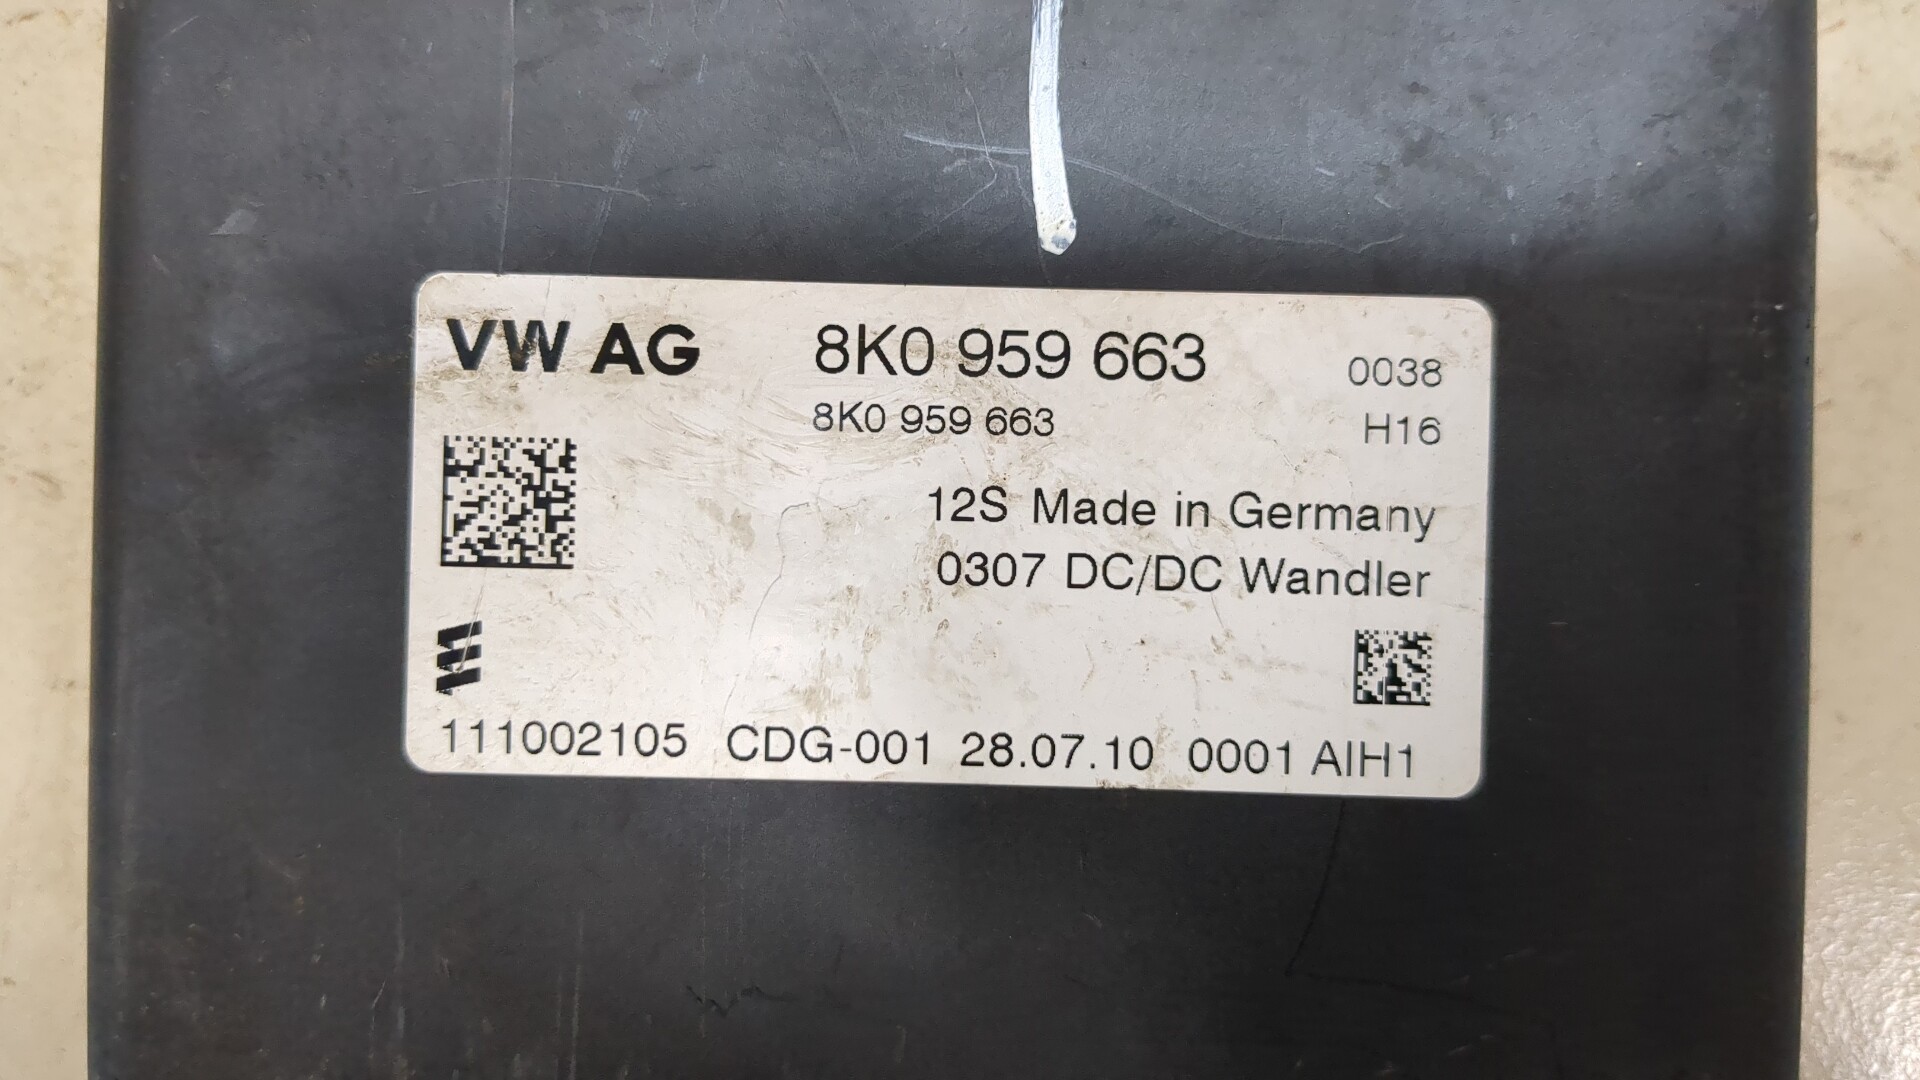 VW AG 8K0 959 663 0038
8K0 959 663 H16
12S Made in Germany
0307 DC/DC Wandler
111002105 CDG-001 28.07.10 0001 AIH1